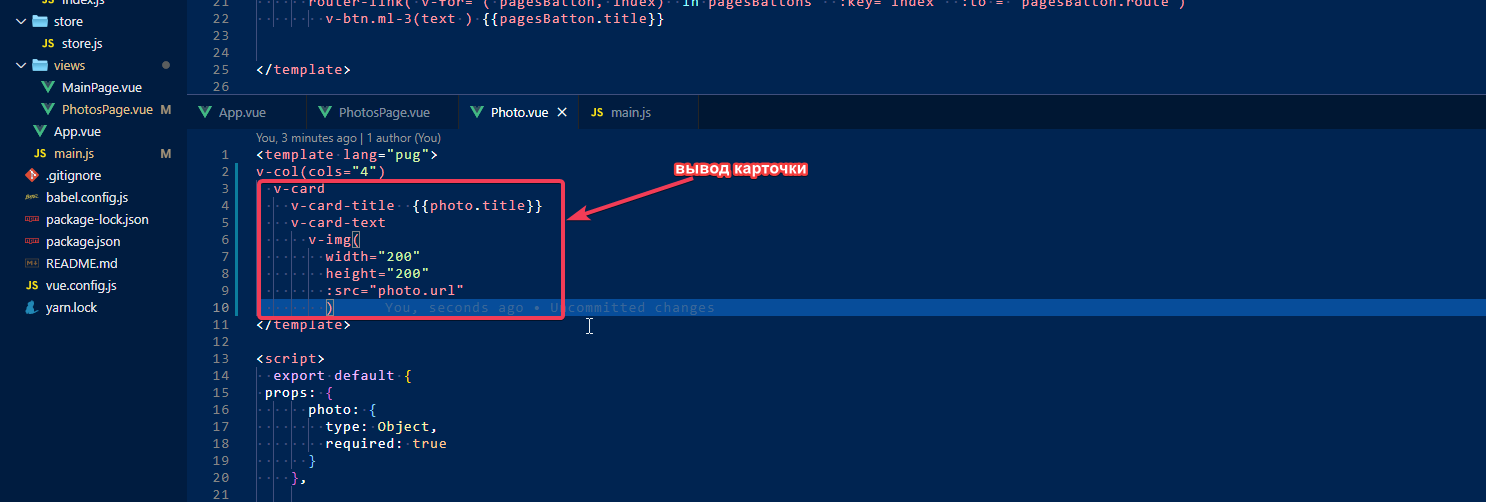 index.js
store
store.js
views
MainPage.vue
PhotosPage.vue M
App.vue
main.js M
.gitignore
babel.config.js
package-lock.json
package.json
README.md
vue.config.js
yarn.lock
21 router-link( v-for="( pagesBatton, index) in pagesBattons" :key="index" :to = "pagesBatton.route")
22 v-btn.ml-3(text ) {{pagesBatton.title}}
23
24
25 </template>
26
App.vue PhotosPage.vue Photo.vue JS main.js
You, 3 minutes ago | 1 author (You)
1 <template lang="pug">
2 v-col(cols="4")
вывод карточки
3 v-card
4 v-card-title {{photo.title}}
5 v-card-text
6 v-img(
7 width="200"
8 height="200"
9 :src="photo.url"
10 ) You, seconds ago • Uncommitted changes
11 </template>
12
13 <script>
14 export default {
15 props: {
16 photo: {
17 type: Object,
18 required: true
19 }
20 },
21